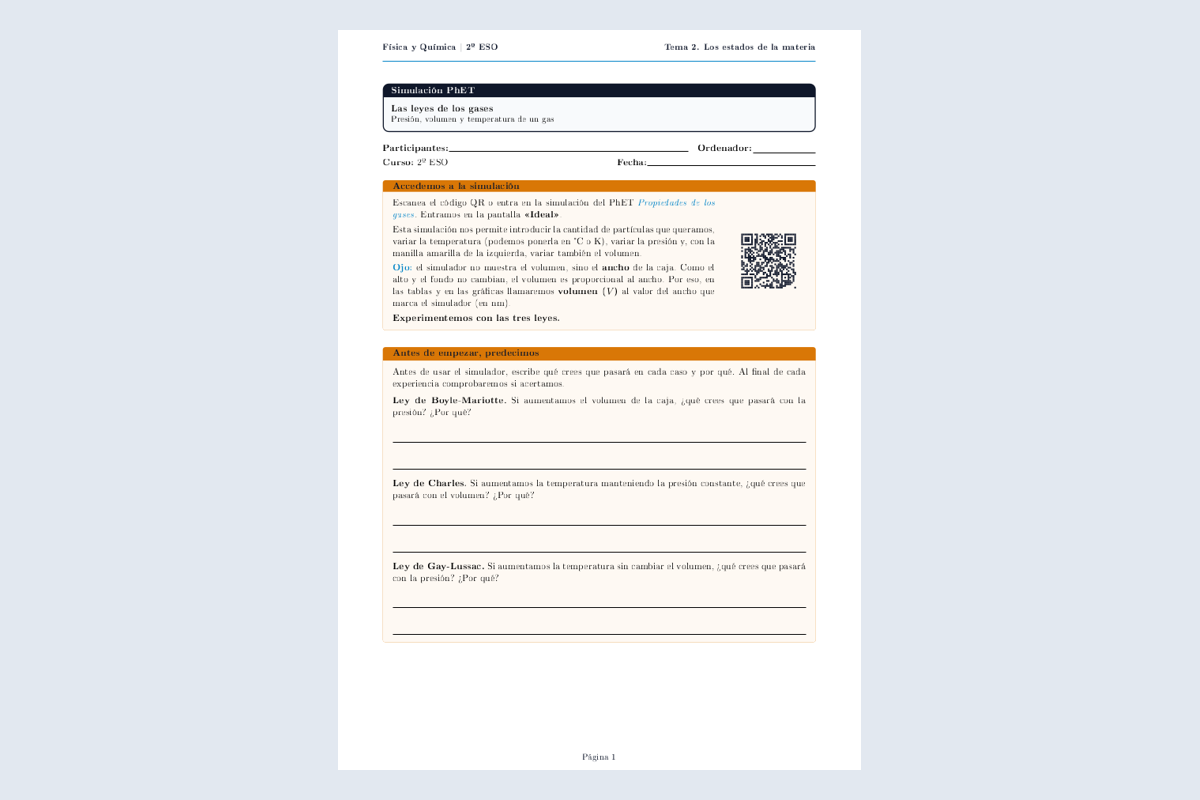 Física y Química | 2º ESO
Tema 2. Los estados de la materia
Simulación PhET
Las leyes de los gases
Presión, volumen y temperatura de un gas
Participantes:
Ordenador:
Curso: 2º ESO
Fecha:
Accedemos a la simulación
Escanea el código QR o entra en la simulación del PhET Propiedades de los
gases. Entramos en la pantalla «Ideal».
Esta simulación nos permite introducir la cantidad de partículas que queramos,
variar la temperatura (podemos ponerla en °C o K), variar la presión y, con la
manilla amarilla de la izquierda, variar también el volumen.
Ojo: el simulador no muestra el volumen, sino el ancho de la caja. Como el
alto y el fondo no cambian, el volumen es proporcional al ancho. Por eso, en
las tablas y en las gráficas llamaremos volumen (V) al valor del ancho que
marca el simulador (en nm).
Experimentemos con las tres leyes.
Antes de empezar, predecimos
Antes de usar el simulador, escribe qué crees que pasará en cada caso y por qué. Al final de cada
experiencia comprobaremos si acertamos.
Ley de Boyle-Mariotte. Si aumentamos el volumen de la caja, ¿qué crees que pasará con la
presión? ¿Por qué?
Ley de Charles. Si aumentamos la temperatura manteniendo la presión constante, ¿qué crees que
pasará con el volumen? ¿Por qué?
Ley de Gay-Lussac. Si aumentamos la temperatura sin cambiar el volumen, ¿qué crees que pasará
con la presión? ¿Por qué?
Página 1